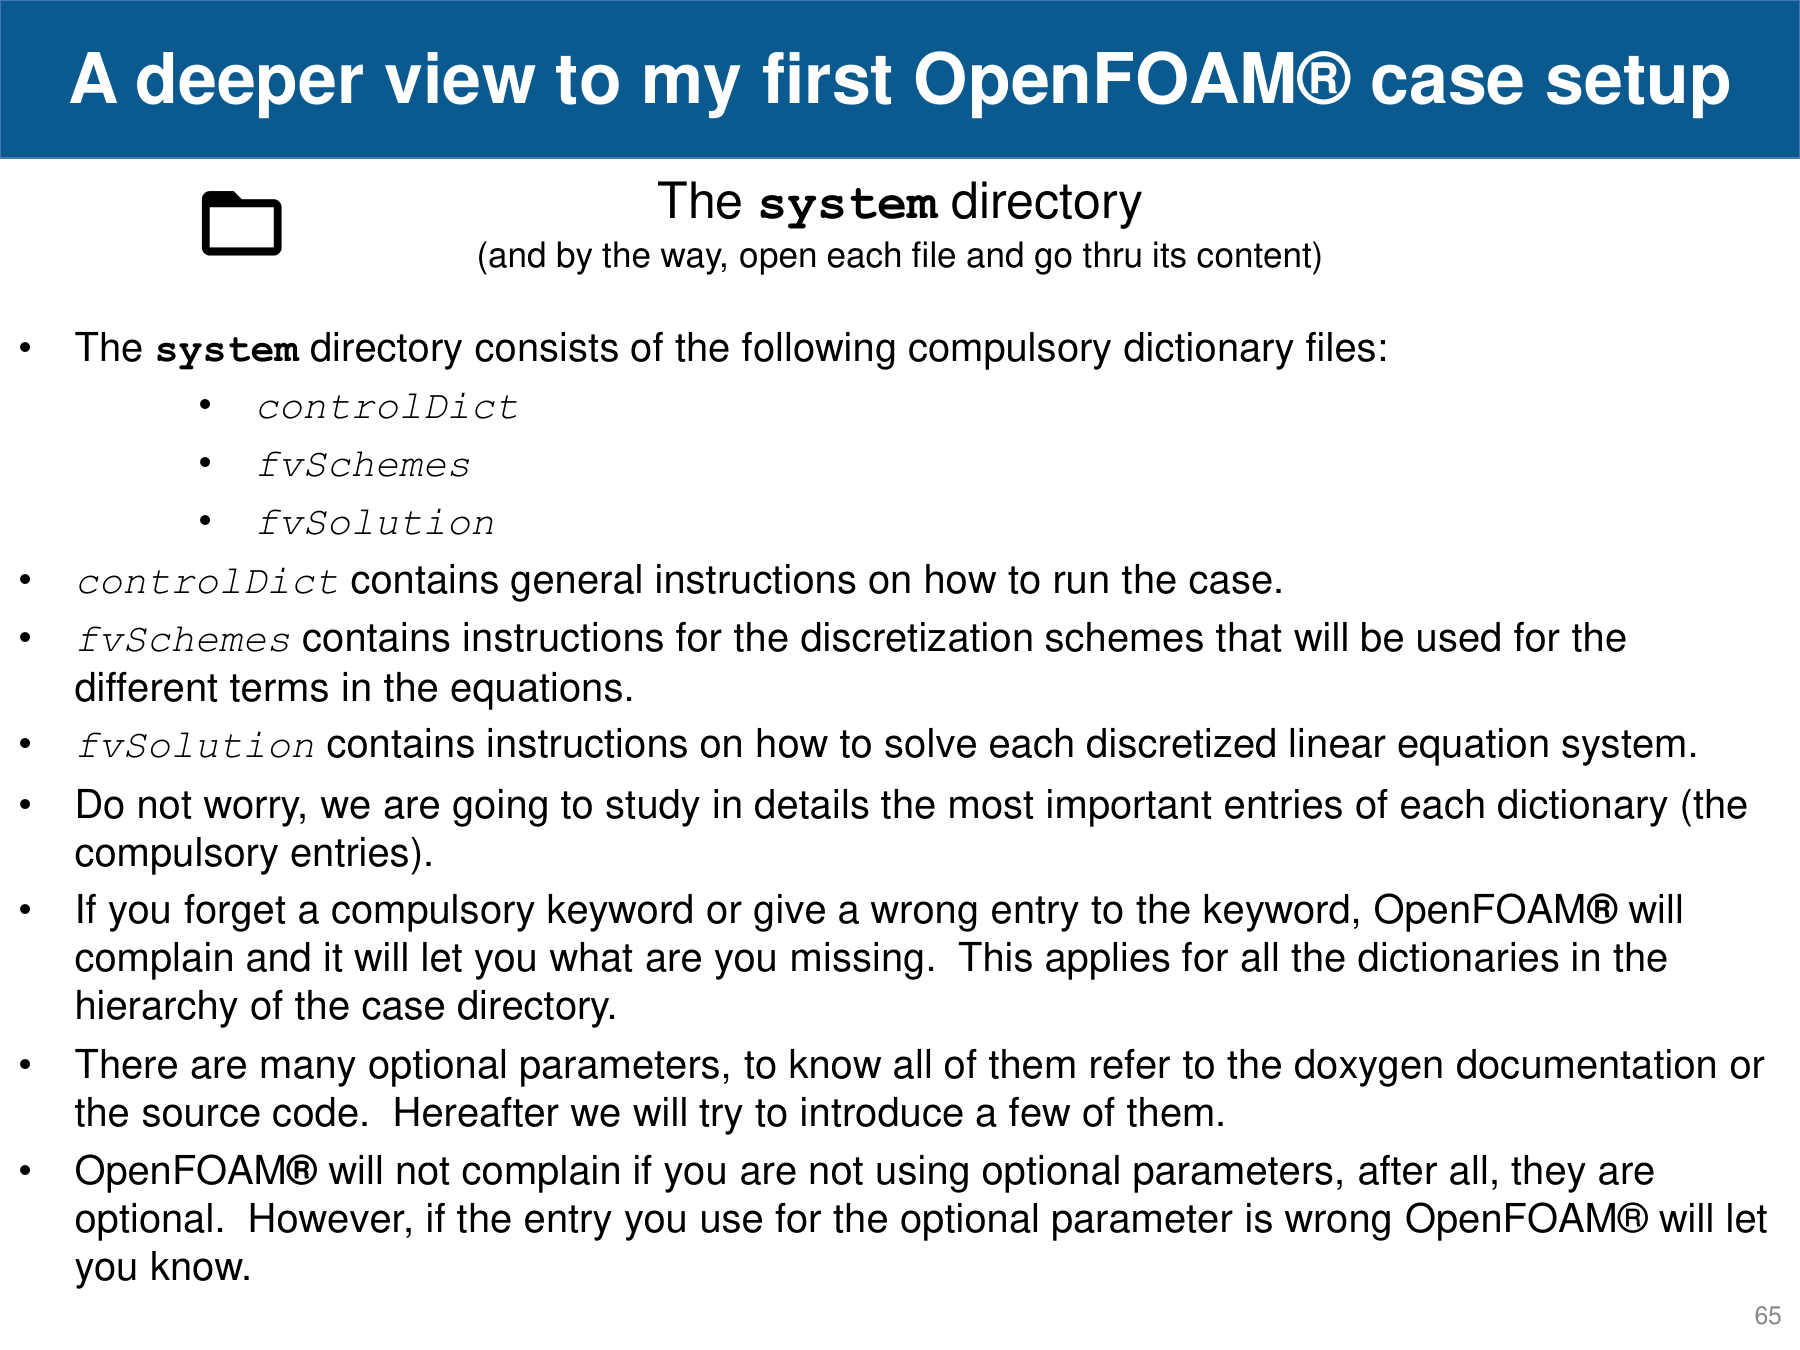 A deeper view to my first OpenFOAM® case setup
The system directory
(and by the way, open each file and go thru its content)
• The system directory consists of the following compulsory dictionary files:
• controlDict
• fvSchemes
• fvSolution
• controlDict contains general instructions on how to run the case.
• fvSchemes contains instructions for the discretization schemes that will be used for the
different terms in the equations.
• fvSolution contains instructions on how to solve each discretized linear equation system.
• Do not worry, we are going to study in details the most important entries of each dictionary (the
compulsory entries).
• If you forget a compulsory keyword or give a wrong entry to the keyword, OpenFOAM® will
complain and it will let you what are you missing.  This applies for all the dictionaries in the
hierarchy of the case directory.
• There are many optional parameters, to know all of them refer to the doxygen documentation or
the source code.  Hereafter we will try to introduce a few of them.
• OpenFOAM® will not complain if you are not using optional parameters, after all, they are
optional.  However, if the entry you use for the optional parameter is wrong OpenFOAM® will let
you know.
65